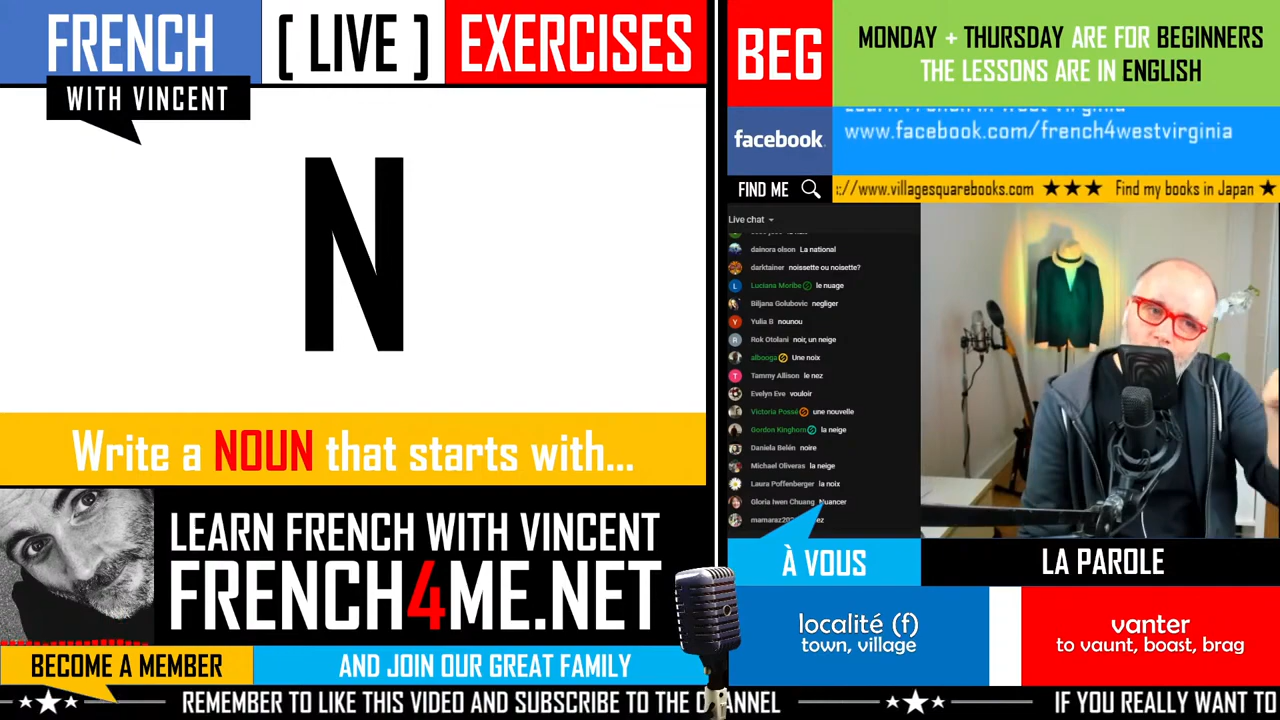 FRENCH
[ LIVE ]
EXERCISES
WITH VINCENT
N
Write a NOUN that starts with...
LEARN FRENCH WITH VINCENT
FRENCH4ME.NET
BECOME A MEMBER
AND JOIN OUR GREAT FAMILY
BEG
MONDAY + THURSDAY ARE FOR BEGINNERS
THE LESSONS ARE IN ENGLISH
facebook
www.facebook.com/french4westvirginia
FIND ME
://www.villagesquarebooks.com ★★★ Find my books in Japan ★
Live chat
dainora olson La national
darktainer noissette ou noisette?
L Luciana Moribe le nuage
Biljana Golubovic negliger
Y Yulia B nounou
R Rok Otolani noir, un neige
albooga Une noix
T Tammy Allison le nez
Evelyn Eve vouloir
Victoria Possé une nouvelle
Gordon Kinghorn la neige
Daniela Belén noire
Michael Oliveras la neige
Laura Poffenberger la noix
Gloria Iwen Chuang Nuancer
À VOUS
LA PAROLE
localité (f)
town, village
vanter
to vaunt, boast, brag
REMEMBER TO LIKE THIS VIDEO AND SUBSCRIBE TO THE CHANNEL
IF YOU REALLY WANT TO